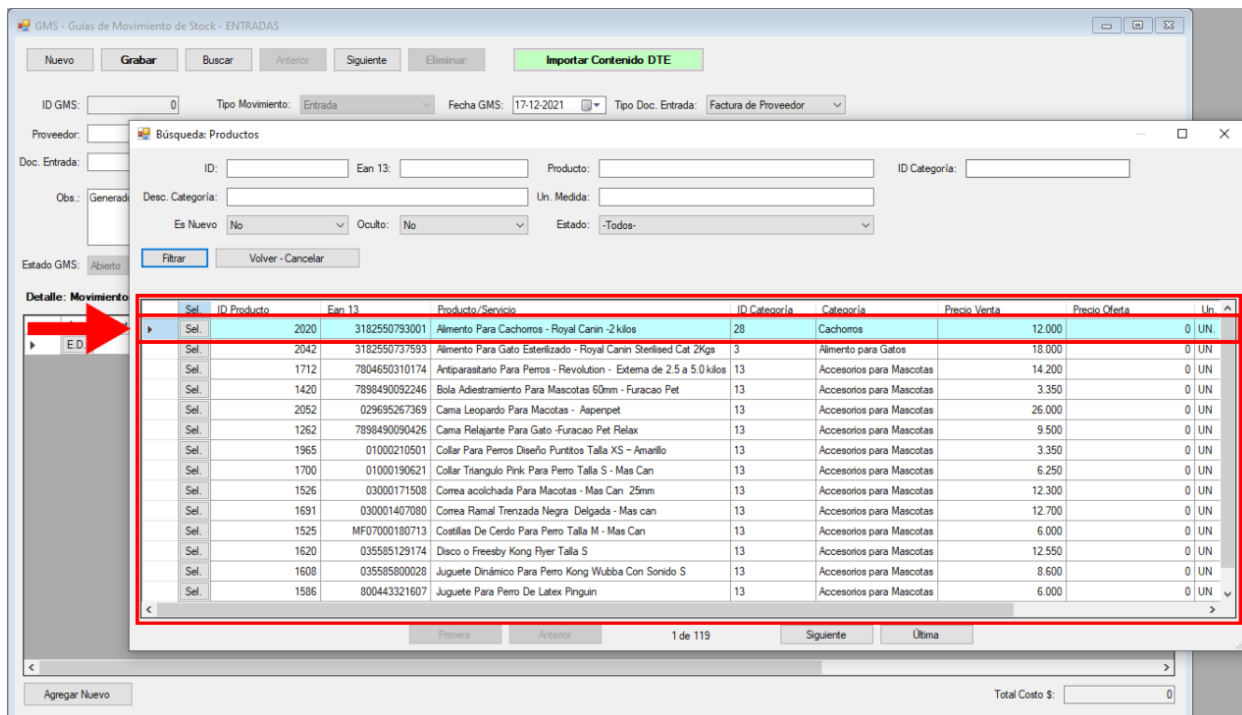 GMS - Guías de Movimiento de Stock - ENTRADAS
Nuevo Grabar Buscar Anterior Siguiente Eliminar Importar Contenido DTE
ID GMS: 0 Tipo Movimiento: Entrada Fecha GMS: 17-12-2021 Tipo Doc. Entrada: Factura de Proveedor
Proveedor:
Doc. Entrada:
Obs.: Generad
Estado GMS: Abierto
Detalle: Movimiento
E.D.
Búsqueda: Productos
ID: Ean 13: Producto: ID Categoría:
Desc. Categoría: Un. Medida:
Es Nuevo No Oculto: No Estado: -Todos-
Filtrar Volver - Cancelar
Sel. ID Producto Ean 13 Producto/Servicio ID Categoría Categoría Precio Venta Precio Oferta Un.
Sel. 2020 3182550793001 Alimento Para Cachorros - Royal Canin -2 kilos 28 Cachorros 12.000 0 UN.
Sel. 2042 3182550737593 Alimento Para Gato Esterilizado - Royal Canin Sterilised Cat 2Kgs 3 Alimento para Gatos 18.000 0 UN
Sel. 1712 7804650310174 Antiparasitario Para Perros - Revolution - Externa de 2.5 a 5.0 kilos 13 Accesorios para Mascotas 14.200 0 UN
Sel. 1420 7898490092246 Bola Adiestramiento Para Mascotas 60mm - Furacao Pet 13 Accesorios para Mascotas 3.350 0 UN
Sel. 2052 029695267369 Cama Leopardo Para Macotas - Aspenpet 13 Accesorios para Mascotas 26.000 0 UN
Sel. 1262 7898490090426 Cama Relajante Para Gato -Furacao Pet Relax 13 Accesorios para Mascotas 9.500 0 UN
Sel. 1965 01000210501 Collar Para Perros Diseño Puntitos Talla XS – Amarillo 13 Accesorios para Mascotas 3.350 0 UN
Sel. 1700 01000190621 Collar Triangulo Pink Para Perro Talla S - Mas Can 13 Accesorios para Mascotas 6.250 0 UN
Sel. 1526 03000171508 Correa acolchada Para Macotas - Mas Can 25mm 13 Accesorios para Mascotas 12.300 0 UN
Sel. 1691 030001407080 Correa Ramal Trenzada Negra Delgada - Mas can 13 Accesorios para Mascotas 12.700 0 UN
Sel. 1525 MF07000180713 Costillas De Cerdo Para Perro Talla M - Mas Can 13 Accesorios para Mascotas 6.000 0 UN
Sel. 1620 035585129174 Disco o Freesby Kong Flyer Talla S 13 Accesorios para Mascotas 12.550 0 UN
Sel. 1608 035585800028 Juguete Dinámico Para Perro Kong Wubba Con Sonido S 13 Accesorios para Mascotas 8.600 0 UN
Sel. 1586 800443321607 Juguete Para Perro De Latex Pinguin 13 Accesorios para Mascotas 6.000 0 UN
Primera Anterior 1 de 119 Siguiente Última
Agregar Nuevo Total Costo $: 0